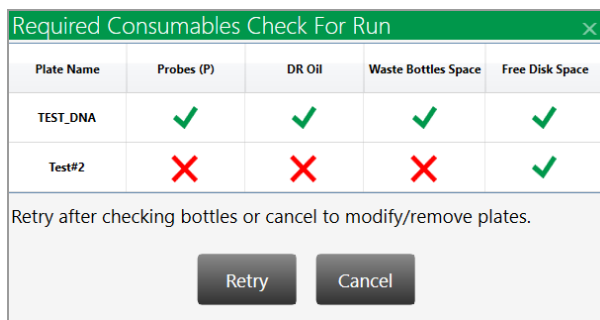 Required Consumables Check For Run
Plate Name Probes (P) DR Oil Waste Bottles Space Free Disk Space
TEST_DNA
Test#2
Retry after checking bottles or cancel to modify/remove plates.
Retry Cancel